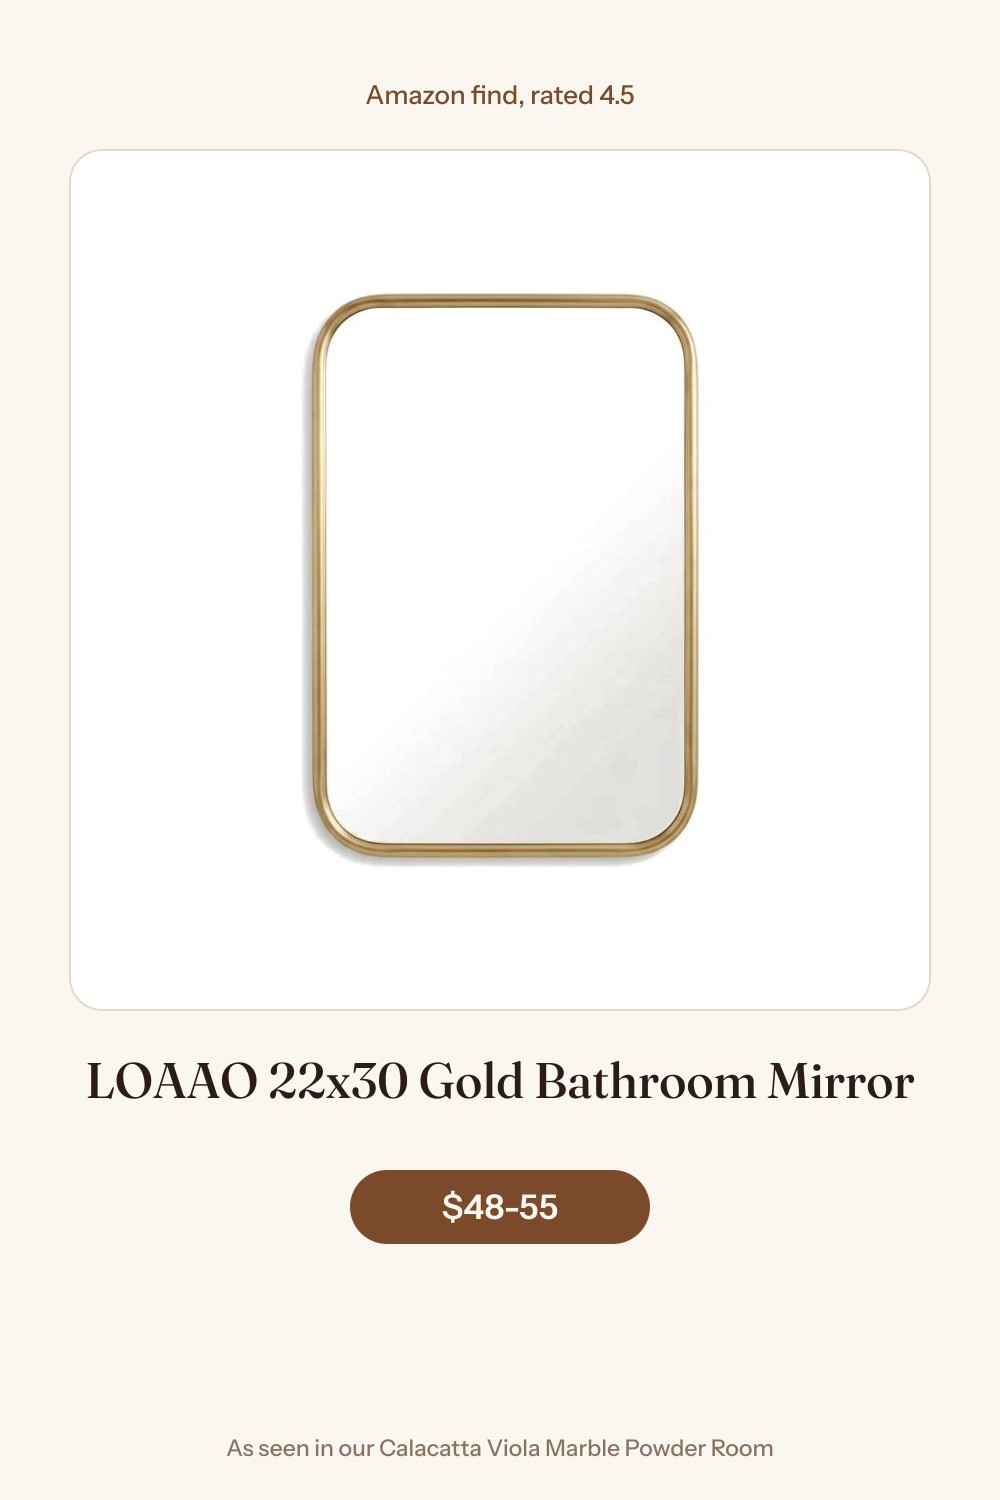 Amazon find, rated 4.5
LOAAO 22x30 Gold Bathroom Mirror
$48-55
As seen in our Calacatta Viola Marble Powder Room